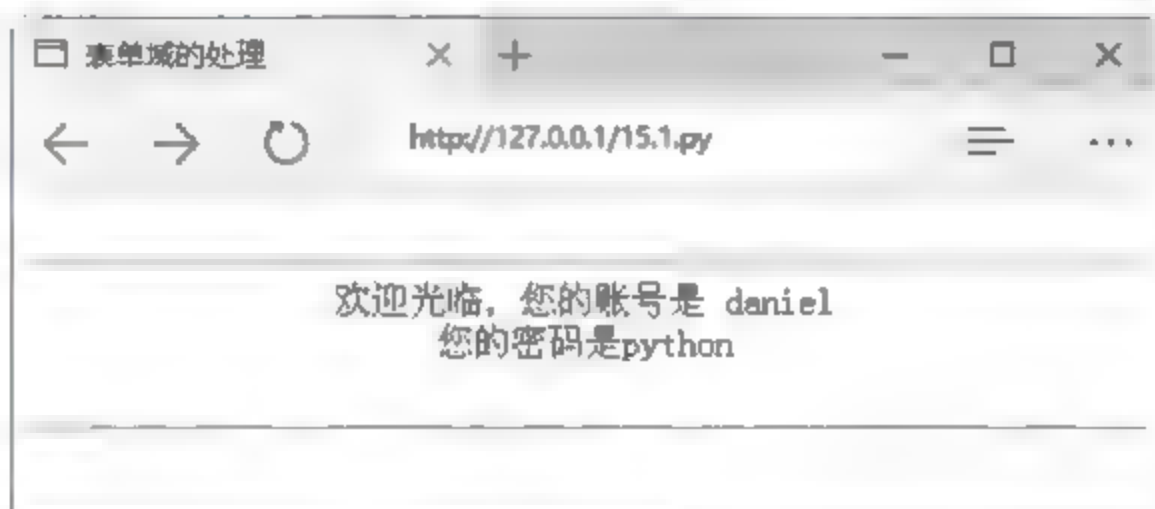 表单域的处理
http://127.0.0.1/15.1.py
欢迎光临，您的账号是 daniel
您的密码是python